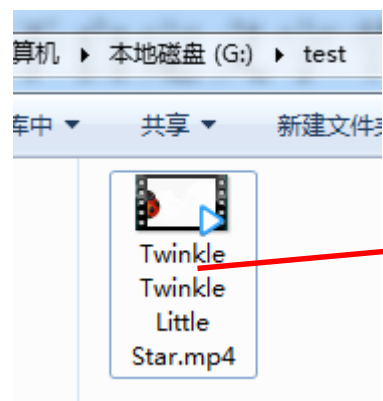 算机 ▸ 本地磁盘 (G:) ▸ test
库中 ▼ 共享 ▼ 新建文件夹
Twinkle
Twinkle
Little
Star.mp4